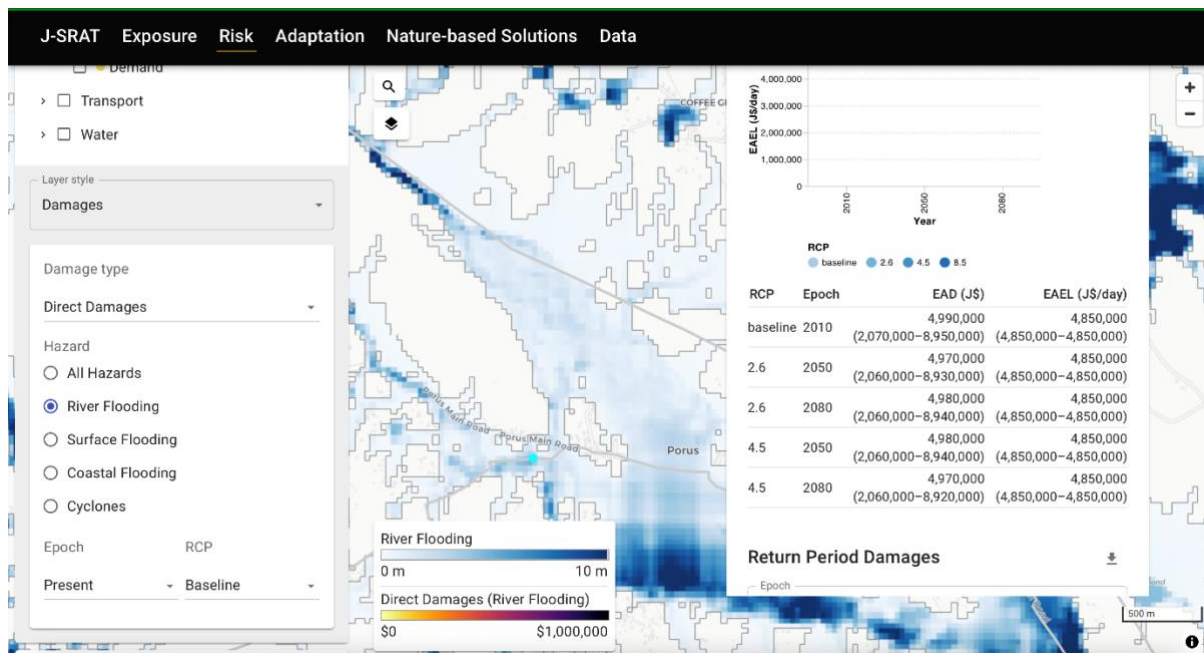 J-SRAT Exposure Risk Adaptation Nature-based Solutions Data
Demand
Transport
Water
Layer style
Damages
Damage type
Direct Damages
Hazard
All Hazards
River Flooding
Surface Flooding
Coastal Flooding
Cyclones
Epoch RCP
Present Baseline
Porus Main Road
Porus Main Road
Porus
River Flooding
0 m 10 m
Direct Damages (River Flooding)
$0 $1,000,000
EAEL (J$/day)
4,000,000
3,000,000
2,000,000
1,000,000
0
2010 2050 2080
Year
RCP
baseline 2.6 4.5 8.5
RCP Epoch EAD (J$) EAEL (J$/day)
baseline 2010 4,990,000 4,850,000
(2,070,000–8,950,000) (4,850,000–4,850,000)
2.6 2050 4,970,000 4,850,000
(2,060,000–8,930,000) (4,850,000–4,850,000)
2.6 2080 4,980,000 4,850,000
(2,060,000–8,940,000) (4,850,000–4,850,000)
4.5 2050 4,980,000 4,850,000
(2,060,000–8,940,000) (4,850,000–4,850,000)
4.5 2080 4,970,000 4,850,000
(2,060,000–8,920,000) (4,850,000–4,850,000)
Return Period Damages
Epoch
500 m